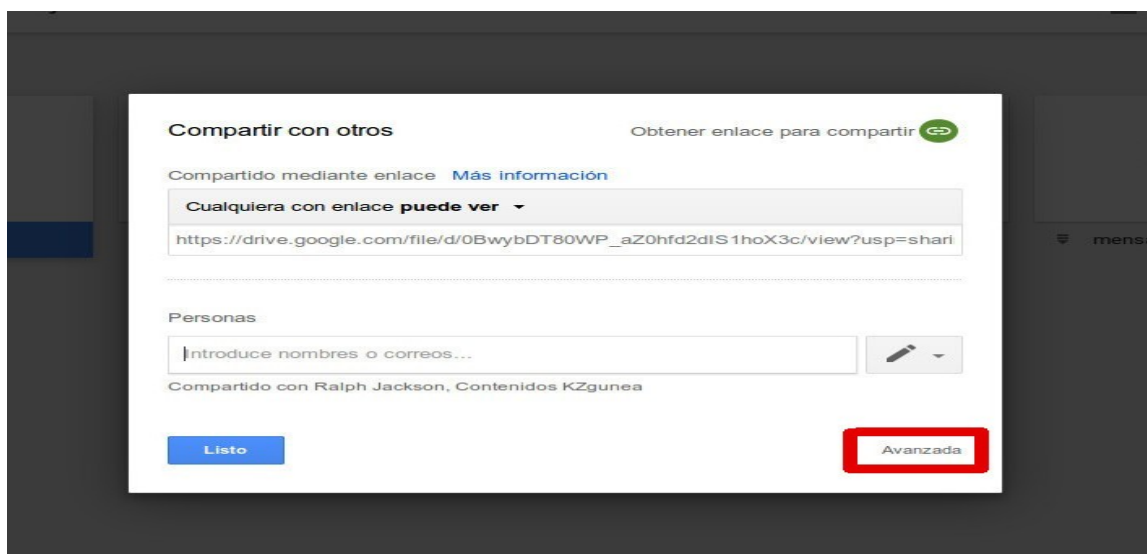 Compartir con otros
Obtener enlace para compartir
Compartido mediante enlace Más información
Cualquiera con enlace puede ver
https://drive.google.com/file/d/0BwybDT80WP_aZ0hfd2dIS1hoX3c/view?usp=shari
mens
Personas
Introduce nombres o correos...
Compartido con Ralph Jackson, Contenidos KZgunea
Listo
Avanzada